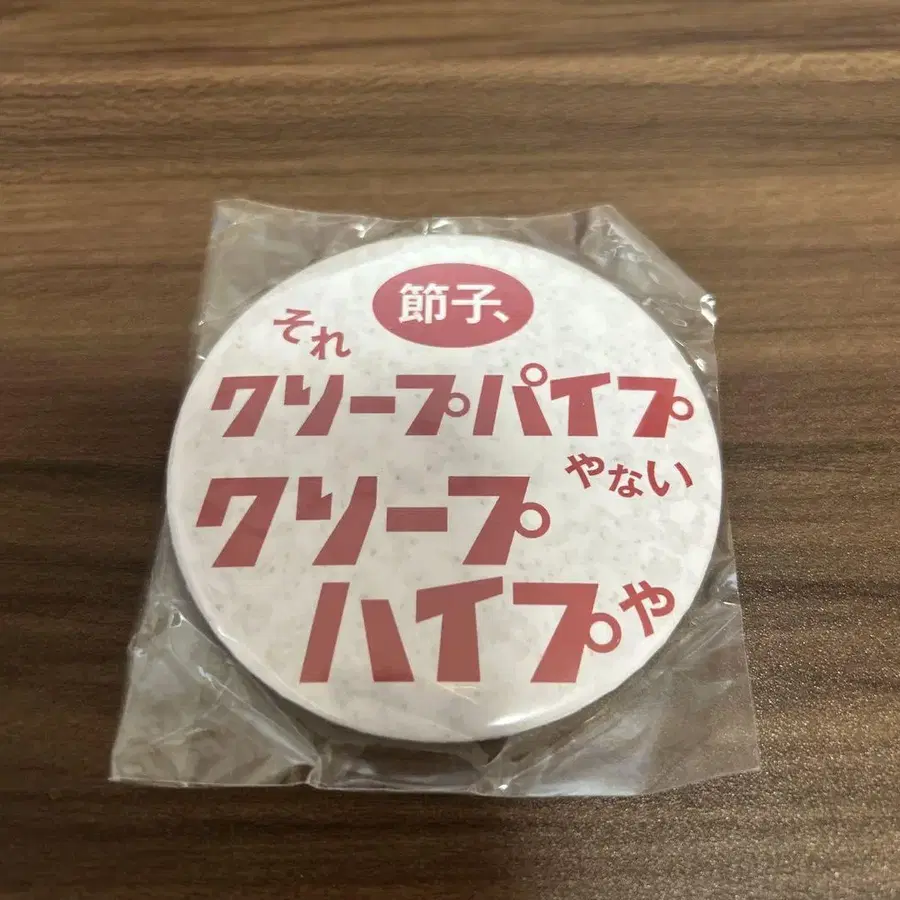 節子、
それ
クリープパイプ
やない
クリープ
ハイプや